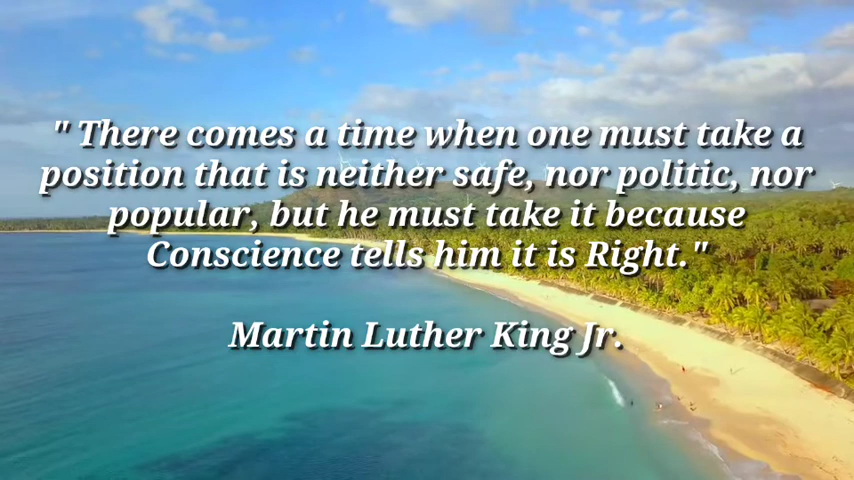 " There comes a time when one must take a
position that is neither safe, nor politic, nor
popular, but he must take it because
Conscience tells him it is Right."
Martin Luther King Jr.